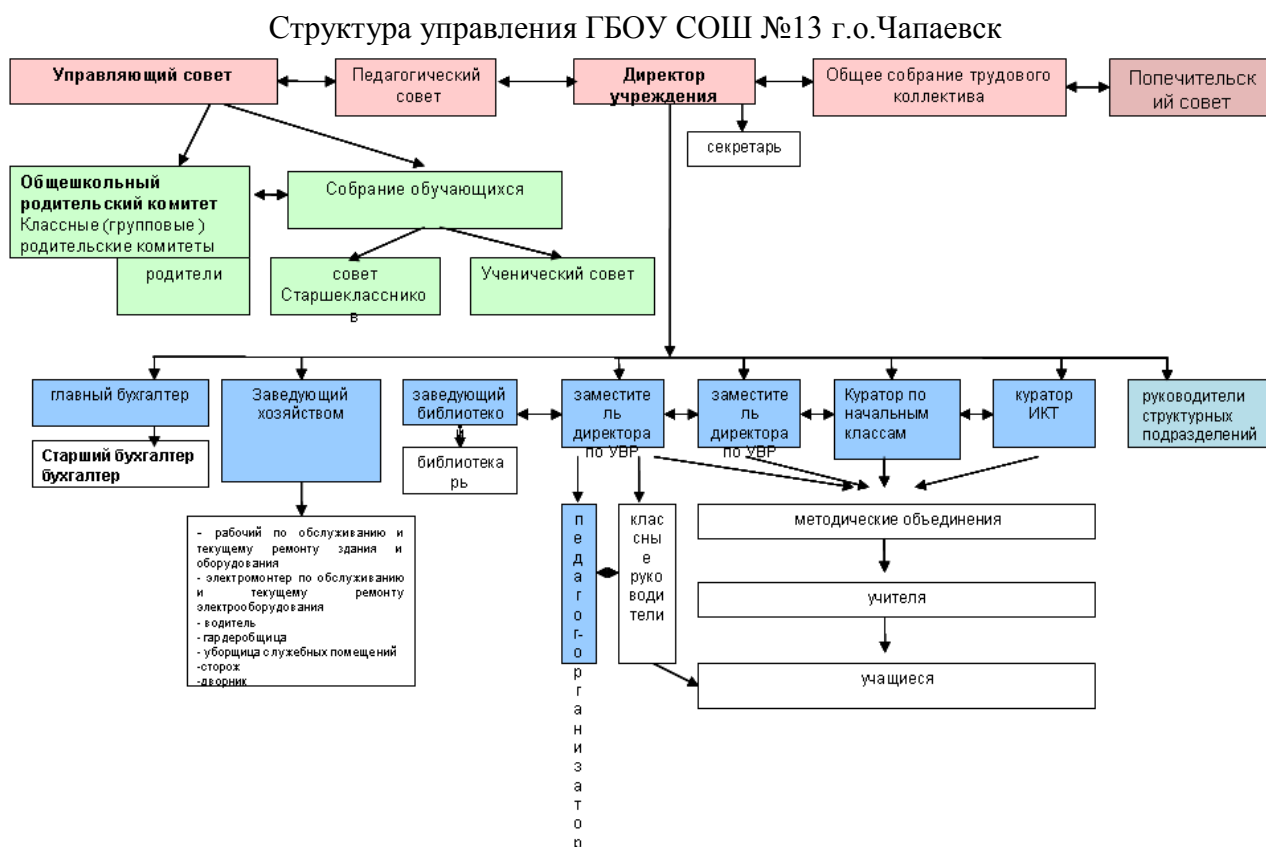 Структура управления ГБОУ СОШ №13 г.о.Чапаевск
Управляющий совет
Педагогический
совет
Директор
учреждения
Общее собрание трудового
коллектива
Попечительск
ий совет
секретарь
Общешкольный
родительский комитет
Классные (групповые )
родительские комитеты
родители
Собрание обучающихся
совет
Старшеклассник
в
Ученический совет
главный бухгалтер
Старший бухгалтер
бухгалтер
Заведующий
хозяйством
- рабочий по обслуживанию и
текущему ремонту здания и
оборудования
- электромонтер по обслуживанию
и текущему ремонту
электрооборудования
- водитель
- гардеробщица
- уборщица служебных помещений
-сторож
-дворник
заведующий
библиотеко
й
библиотека
рь
заместите
ль
директора
по УВР
заместите
ль
директора
по УВР
Куратор по
начальным
классам
куратор
ИКТ
руководители
структурных
подразделений
п
е
д
а
г
о
г-
о
р
г
а
н
и
з
а
т
о
р
клас
сны
е
руко
води
тели
методические объединения
учителя
учащиеся